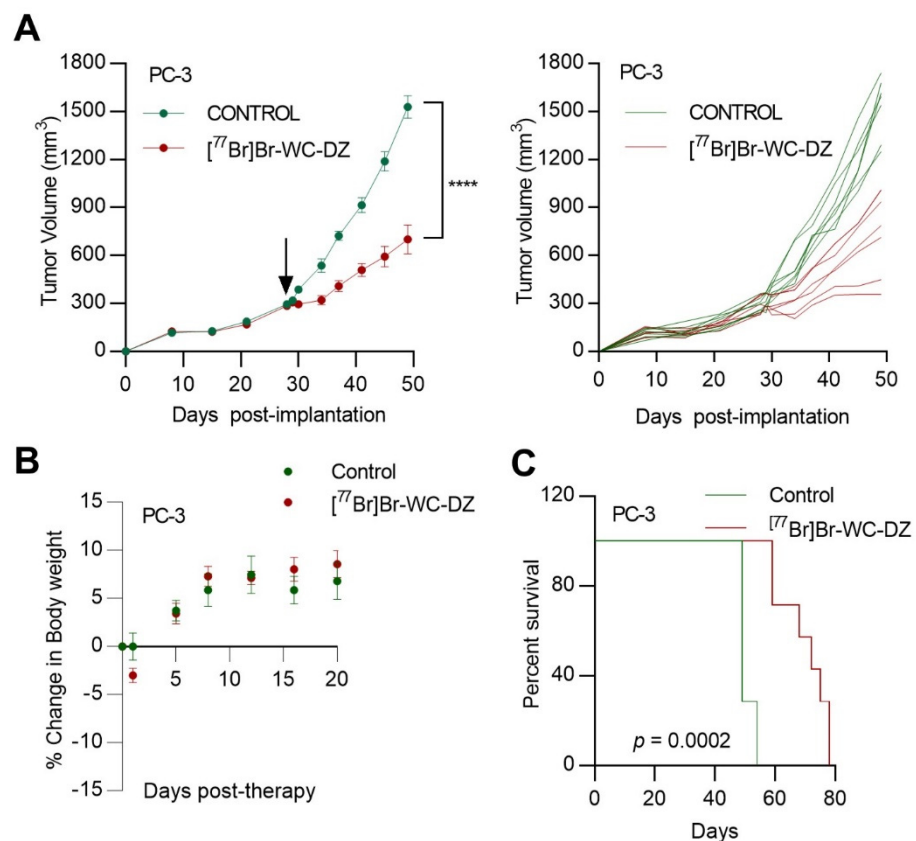 A
1800
1500
1200
900
600
300
0
Tumor Volume (mm³)
PC-3
CONTROL
[⁷⁷Br]Br-WC-DZ
****
0 10 20 30 40 50
Days post-implantation
1800
1500
1200
900
600
300
0
Tumor volume (mm³)
PC-3
CONTROL
[⁷⁷Br]Br-WC-DZ
0 10 20 30 40 50
Days post-implantation
B
Control
[⁷⁷Br]Br-WC-DZ
15
10
5
0
-5
-10
-15
% Change in Body weight
PC-3
5 10 15 20
Days post-therapy
C
Control
[⁷⁷Br]Br-WC-DZ
120
80
40
0
Percent survival
PC-3
p = 0.0002
0 20 40 60 80
Days